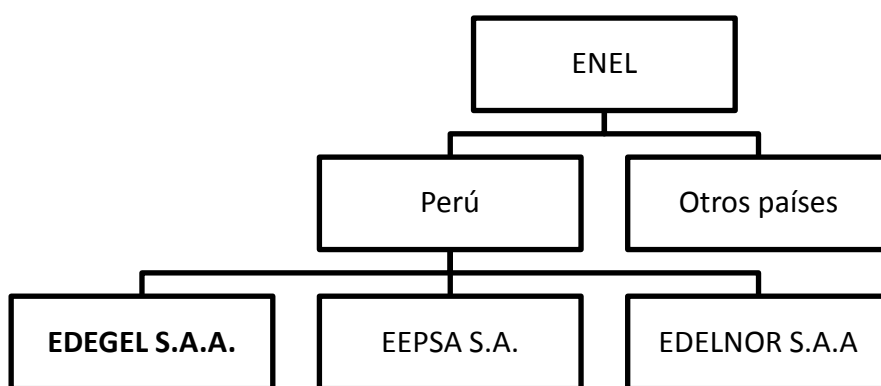 ENEL
Perú
Otros países
EDEGEL S.A.A.
EEPSA S.A.
EDELNOR S.A.A